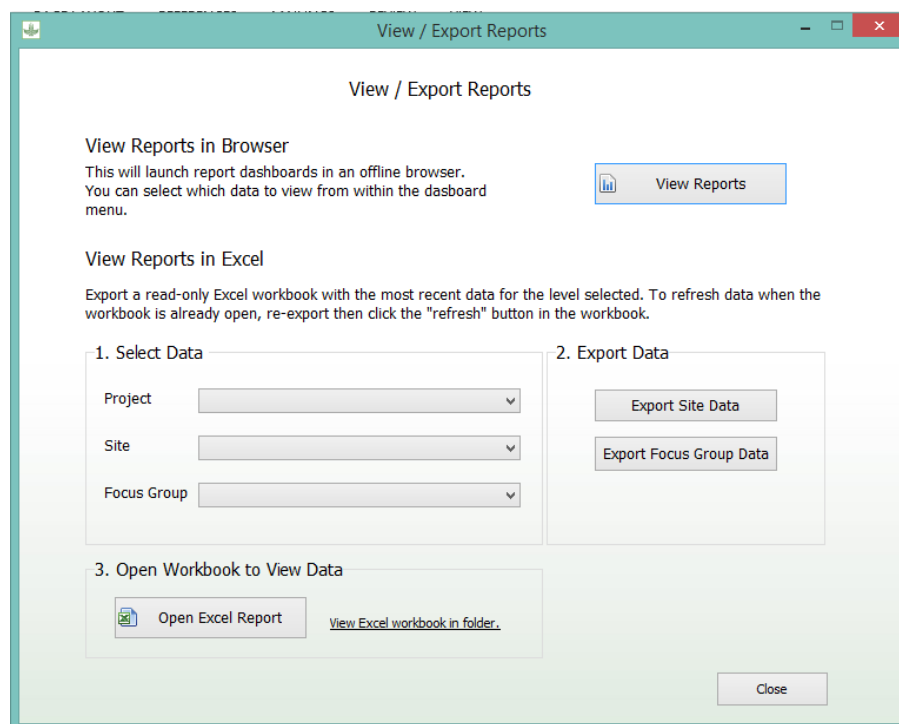 View / Export Reports
View / Export Reports
View Reports in Browser
This will launch report dashboards in an offline browser.
You can select which data to view from within the dasboard
menu.
View Reports
View Reports in Excel
Export a read-only Excel workbook with the most recent data for the level selected. To refresh data when the
workbook is already open, re-export then click the "refresh" button in the workbook.
1. Select Data
Project
Site
Focus Group
2. Export Data
Export Site Data
Export Focus Group Data
3. Open Workbook to View Data
Open Excel Report
View Excel workbook in folder.
Close